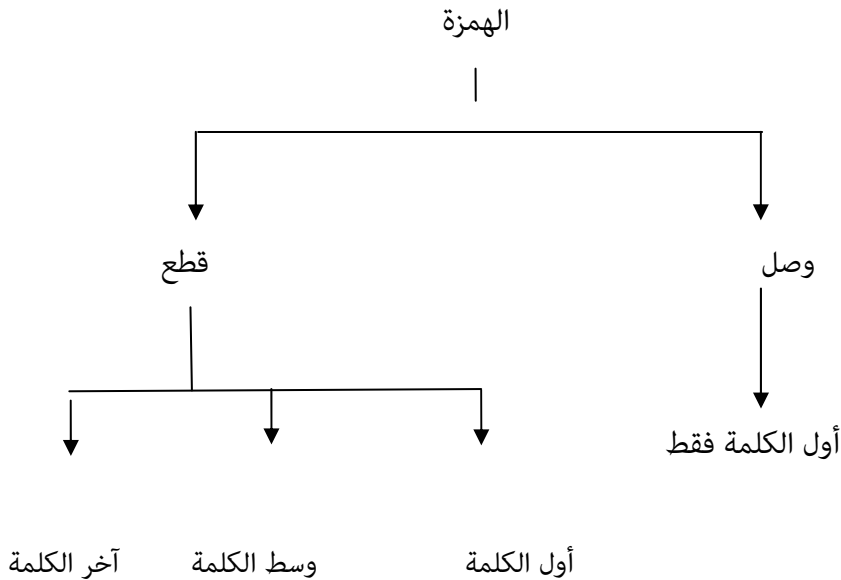 الهمزة
وصل
قطع
أول الكلمة فقط
أول الكلمة
وسط الكلمة
آخر الكلمة